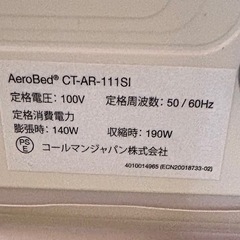 AeroBed® CT-AR-111SI
定格電圧：100V　定格周波数：50 / 60Hz
定格消費電力
膨張時：140W　収縮時：190W
PSE コールマンジャパン株式会社
4010014985 (ECN20018733-02)